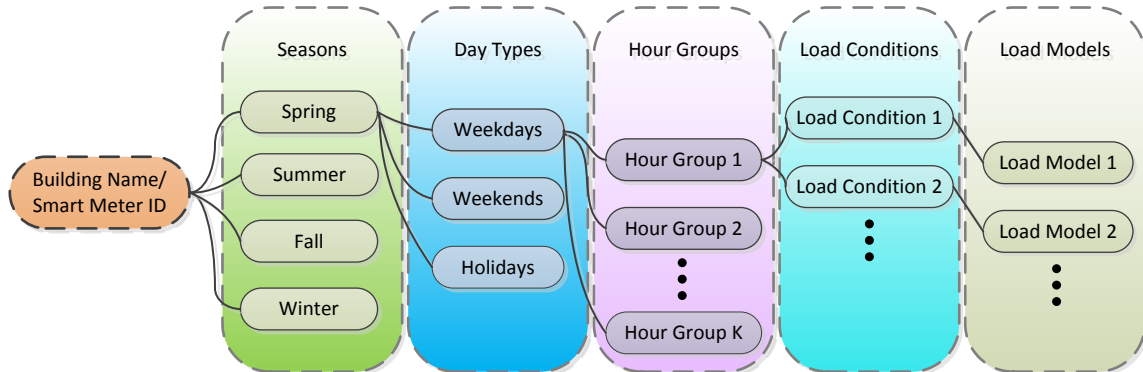 Seasons
Day Types
Hour Groups
Load Conditions
Load Models
Building Name/
Smart Meter ID
Spring
Summer
Fall
Winter
Weekdays
Weekends
Holidays
Hour Group 1
Hour Group 2
Hour Group K
Load Condition 1
Load Condition 2
Load Model 1
Load Model 2